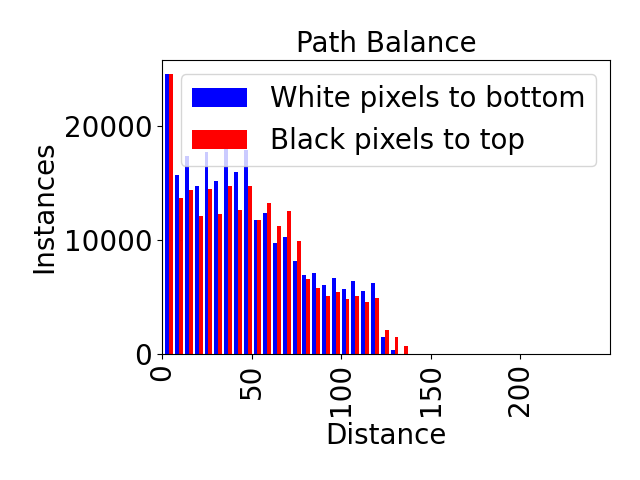 Path Balance
White pixels to bottom
Black pixels to top
Instances
20000
10000
0
0
50
100
150
200
Distance